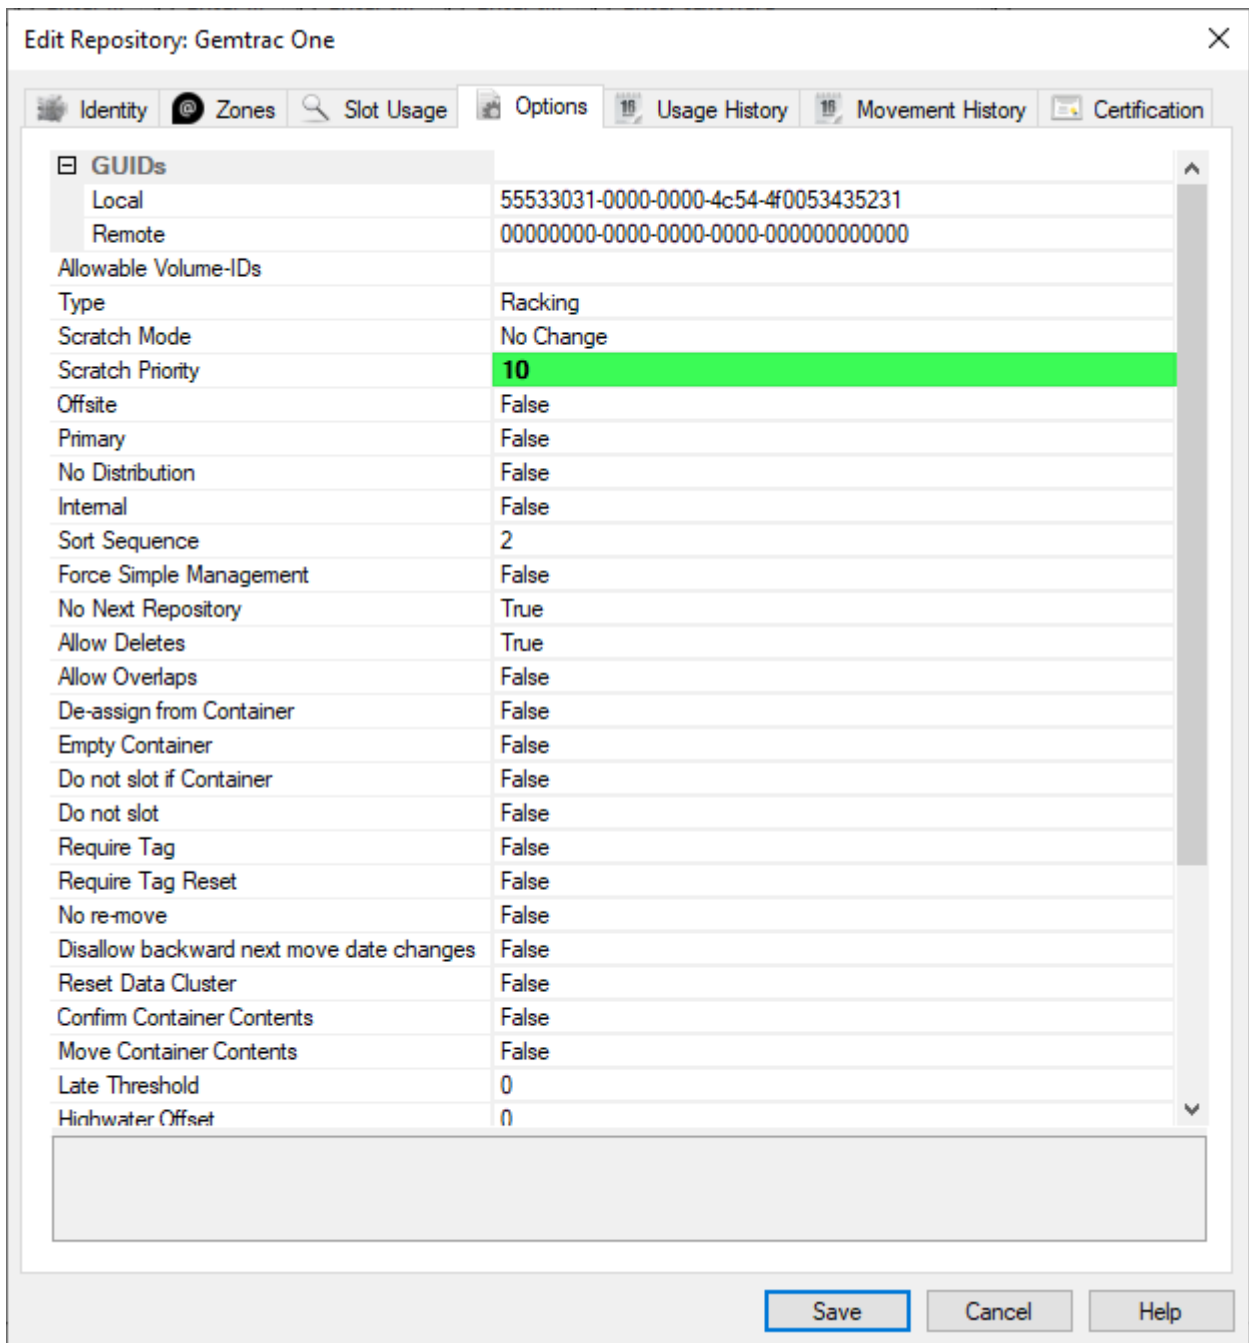 Edit Repository: Gemtrac One
Identity Zones Slot Usage Options Usage History Movement History Certification
GUIDs
Local 55533031-0000-0000-4c54-4f0053435231
Remote 00000000-0000-0000-0000-000000000000
Allowable Volume-IDs
Type Racking
Scratch Mode No Change
Scratch Priority 10
Offsite False
Primary False
No Distribution False
Internal False
Sort Sequence 2
Force Simple Management False
No Next Repository True
Allow Deletes True
Allow Overlaps False
De-assign from Container False
Empty Container False
Do not slot if Container False
Do not slot False
Require Tag False
Require Tag Reset False
No re-move False
Disallow backward next move date changes False
Reset Data Cluster False
Confirm Container Contents False
Move Container Contents False
Late Threshold 0
Highwater Offset 0
Save Cancel Help